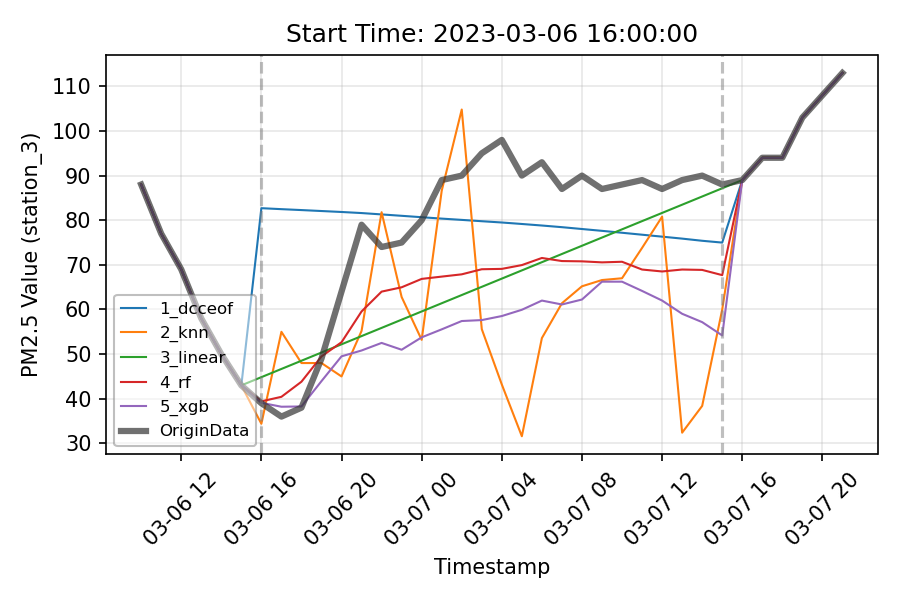 Start Time: 2023-03-06 16:00:00
PM2.5 Value (station_3)
110
100
90
80
70
60
50
40
30
1_dcceof
2_knn
3_linear
4_rf
5_xgb
OriginData
03-06 12
03-06 16
03-06 20
03-07 00
03-07 04
03-07 08
03-07 12
03-07 16
03-07 20
Timestamp